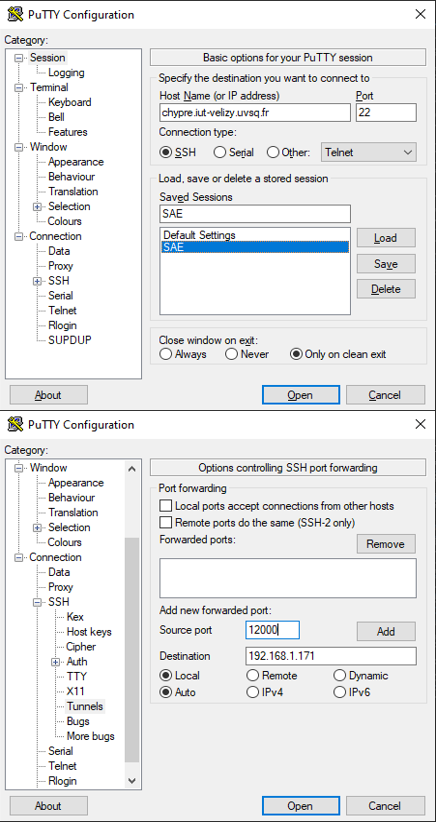 PuTTY Configuration
Category:
Session
Logging
Terminal
Keyboard
Bell
Features
Window
Appearance
Behaviour
Translation
Selection
Colours
Connection
Data
Proxy
SSH
Serial
Telnet
Rlogin
SUPDUP
Basic options for your PuTTY session
Specify the destination you want to connect to
Host Name (or IP address) Port
chypre.iut-velizy.uvsq.fr 22
Connection type:
SSH Serial Other: Telnet
Load, save or delete a stored session
Saved Sessions
SAE
Default Settings
SAE
Load
Save
Delete
Close window on exit:
Always Never Only on clean exit
About Open Cancel
PuTTY Configuration
Category:
Window
Appearance
Behaviour
Translation
Selection
Colours
Connection
Data
Proxy
SSH
Kex
Host keys
Cipher
Auth
TTY
X11
Tunnels
Bugs
More bugs
Serial
Telnet
Rlogin
Options controlling SSH port forwarding
Port forwarding
Local ports accept connections from other hosts
Remote ports do the same (SSH-2 only)
Forwarded ports: Remove
Add new forwarded port:
Source port 12000 Add
Destination 192.168.1.171
Local Remote Dynamic
Auto IPv4 IPv6
About Open Cancel